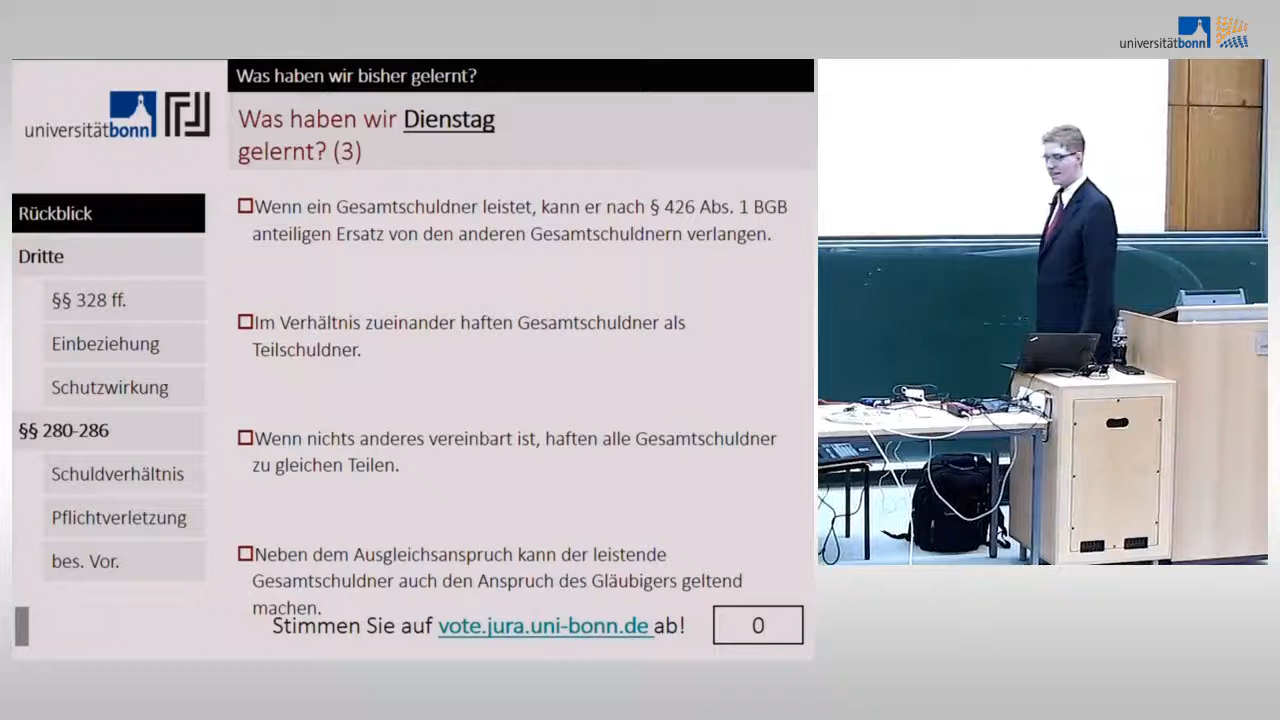 universitätbonn
Was haben wir bisher gelernt?
universitätbonn
Was haben wir Dienstag
gelernt? (3)
Rückblick
Dritte
§§ 328 ff.
Einbeziehung
Schutzwirkung
§§ 280-286
Schuldverhältnis
Pflichtverletzung
bes. Vor.
Wenn ein Gesamtschuldner leistet, kann er nach § 426 Abs. 1 BGB
anteiligen Ersatz von den anderen Gesamtschuldnern verlangen.
Im Verhältnis zueinander haften Gesamtschuldner als
Teilschuldner.
Wenn nichts anderes vereinbart ist, haften alle Gesamtschuldner
zu gleichen Teilen.
Neben dem Ausgleichsanspruch kann der leistende
Gesamtschuldner auch den Anspruch des Gläubigers geltend
machen.
Stimmen Sie auf vote.jura.uni-bonn.de ab!
0